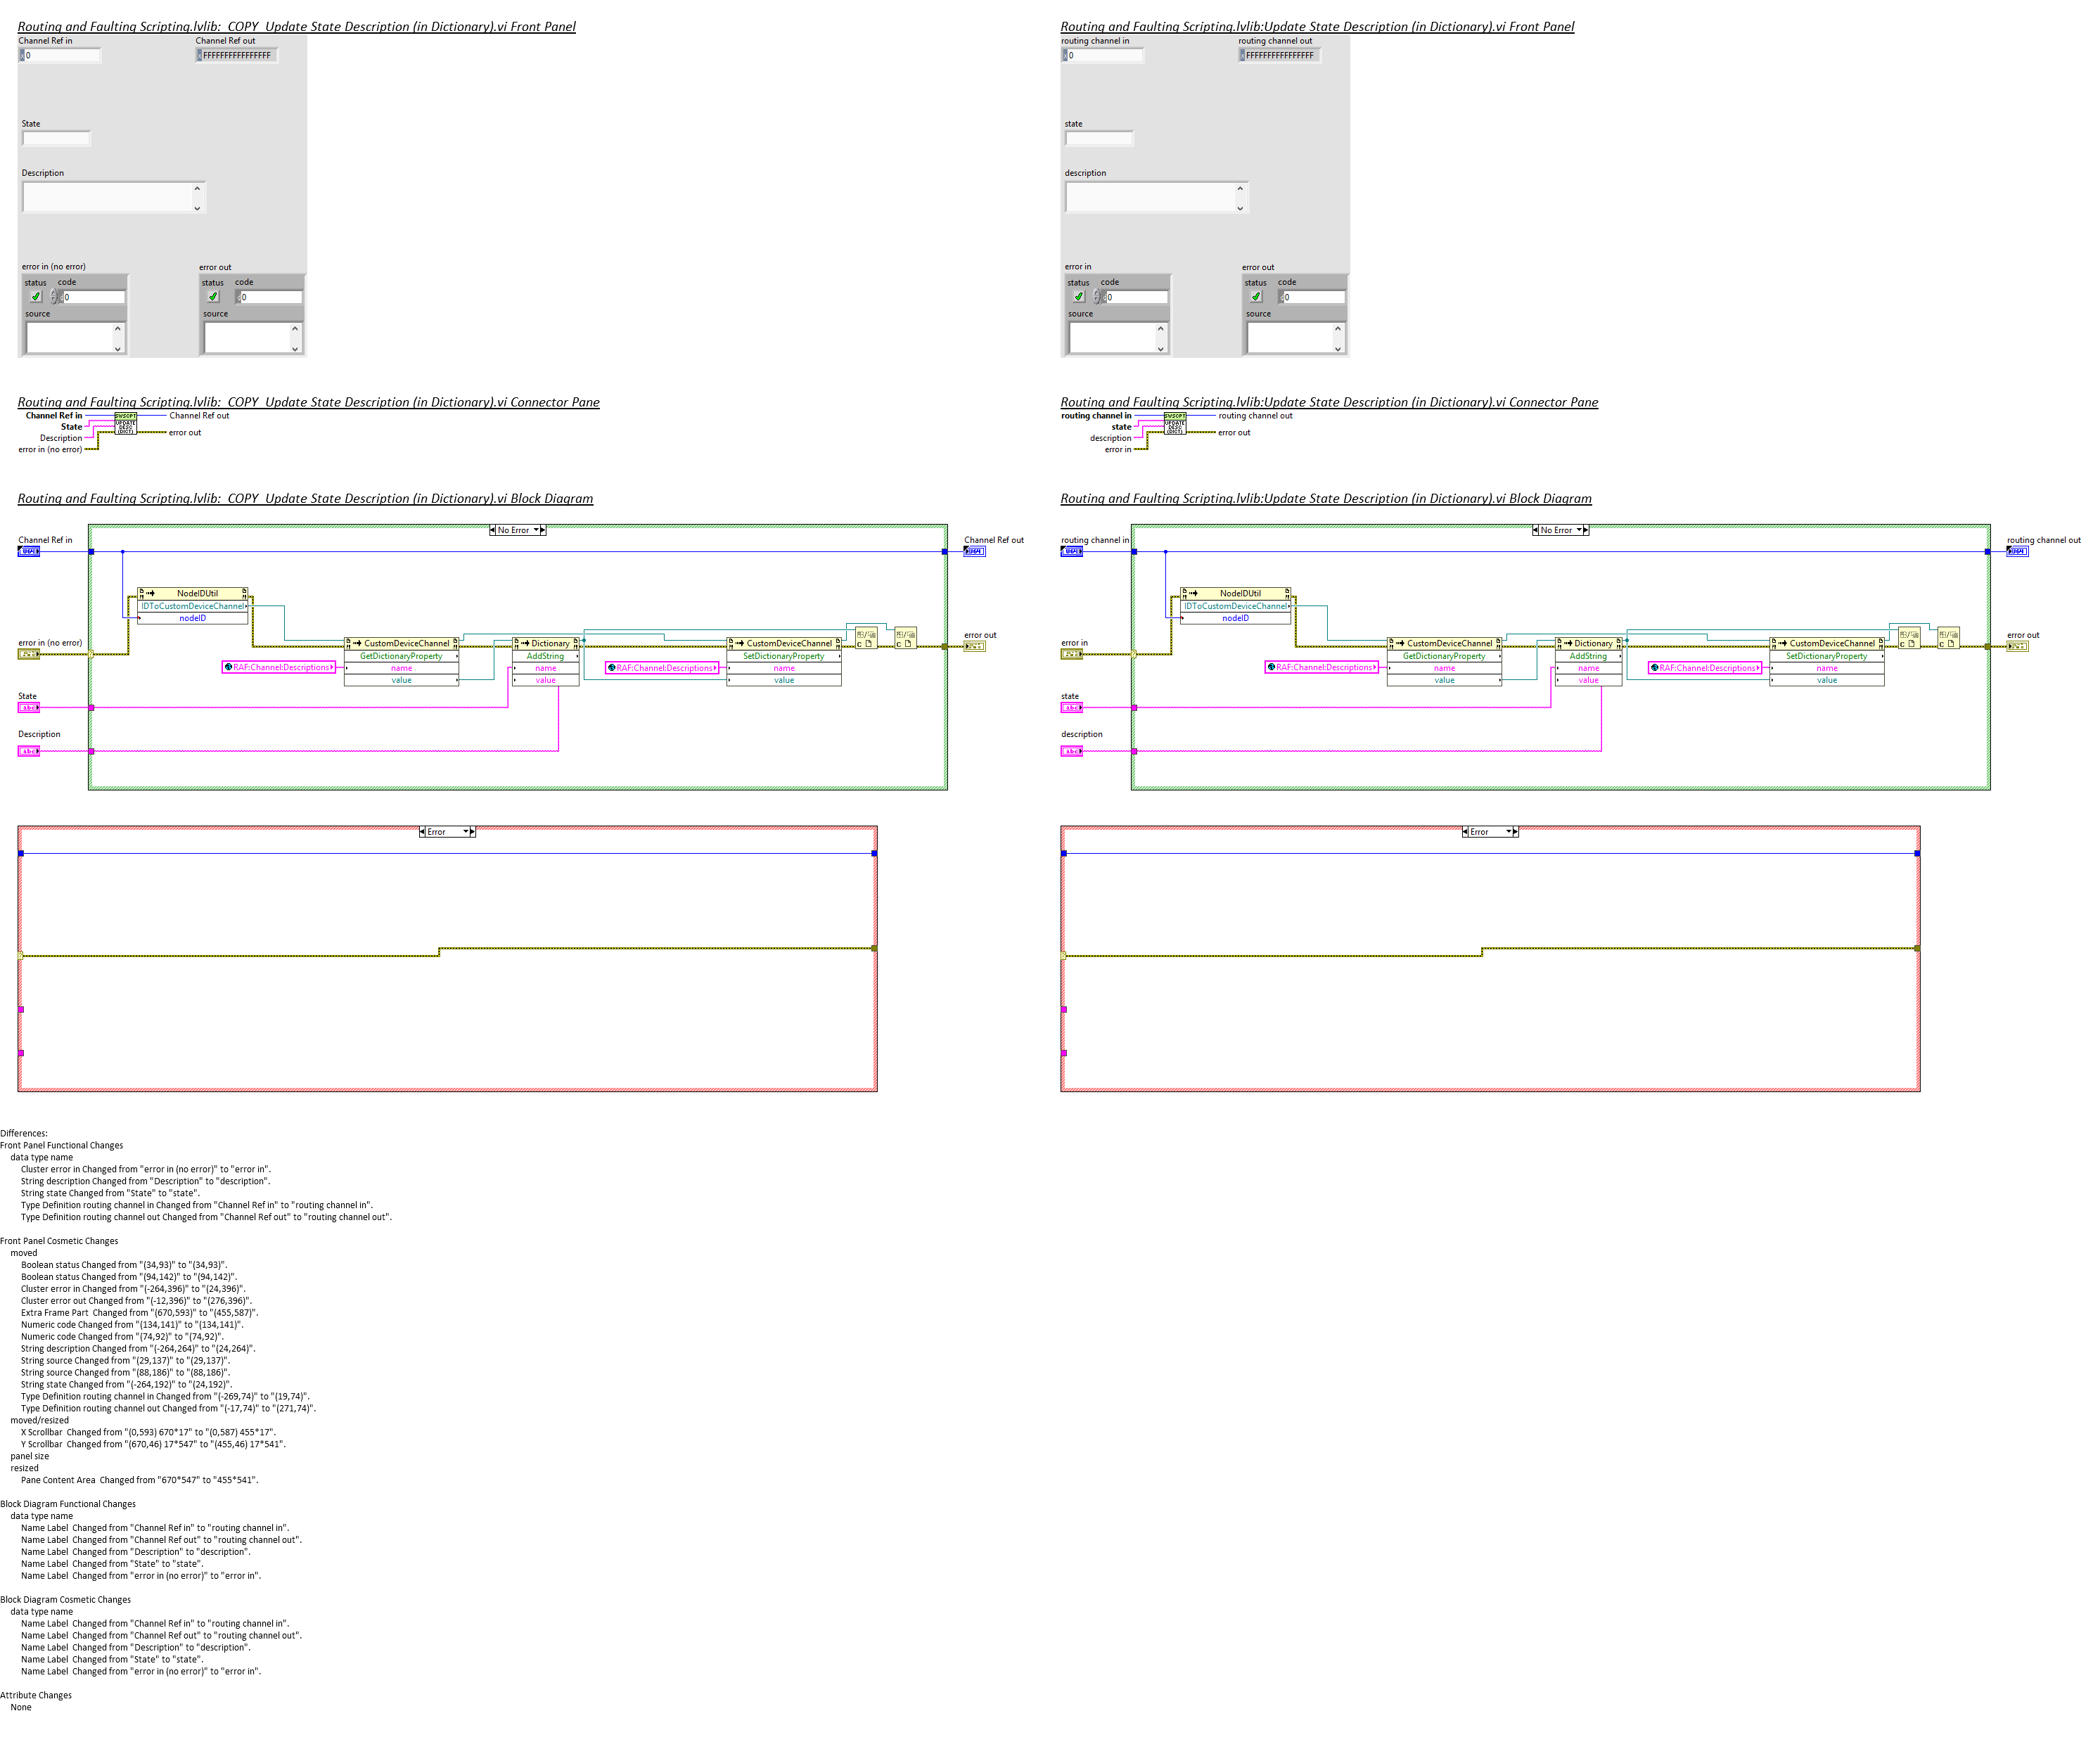 Routing and Faulting Scripting.lvlib:  COPY  Update State Description (in Dictionary).vi Front Panel
Channel Ref in
Channel Ref out
0
FFFFFFFFFFFFFFFF
State
Description
error in (no error)
error out
status
code
status
code
0
0
source
source
Routing and Faulting Scripting.lvlib:Update State Description (in Dictionary).vi Front Panel
routing channel in
routing channel out
0
FFFFFFFFFFFFFFFF
state
description
error in
error out
status
code
status
code
0
0
source
source
Routing and Faulting Scripting.lvlib:  COPY  Update State Description (in Dictionary).vi Connector Pane
Channel Ref in
Channel Ref out
State
Description
error out
error in (no error)
SWSCPT
UPDATE
DESC
(DICT)
Routing and Faulting Scripting.lvlib:Update State Description (in Dictionary).vi Connector Pane
routing channel in
routing channel out
state
description
error out
error in
SWSCPT
UPDATE
DESC
(DICT)
Routing and Faulting Scripting.lvlib:  COPY  Update State Description (in Dictionary).vi Block Diagram
No Error
Channel Ref in
Channel Ref out
NodeIDUtil
IDToCustomDeviceChannel
nodeID
error in (no error)
error out
CustomDeviceChannel
GetDictionaryProperty
name
value
RAF:Channel:Descriptions
Dictionary
AddString
name
value
RAF:Channel:Descriptions
CustomDeviceChannel
SetDictionaryProperty
name
value
State
abc
Description
abc
Error
Routing and Faulting Scripting.lvlib:Update State Description (in Dictionary).vi Block Diagram
No Error
routing channel in
routing channel out
NodeIDUtil
IDToCustomDeviceChannel
nodeID
error in
error out
CustomDeviceChannel
GetDictionaryProperty
name
value
RAF:Channel:Descriptions
Dictionary
AddString
name
value
RAF:Channel:Descriptions
CustomDeviceChannel
SetDictionaryProperty
name
value
state
abc
description
abc
Error
Differences:
Front Panel Functional Changes
data type name
Cluster error in Changed from "error in (no error)" to "error in".
String description Changed from "Description" to "description".
String state Changed from "State" to "state".
Type Definition routing channel in Changed from "Channel Ref in" to "routing channel in".
Type Definition routing channel out Changed from "Channel Ref out" to "routing channel out".
Front Panel Cosmetic Changes
moved
Boolean status Changed from "(34,93)" to "(34,93)".
Boolean status Changed from "(94,142)" to "(94,142)".
Cluster error in Changed from "(-264,396)" to "(24,396)".
Cluster error out Changed from "(-12,396)" to "(276,396)".
Extra Frame Part  Changed from "(670,593)" to "(455,587)".
Numeric code Changed from "(134,141)" to "(134,141)".
Numeric code Changed from "(74,92)" to "(74,92)".
String description Changed from "(-264,264)" to "(24,264)".
String source Changed from "(29,137)" to "(29,137)".
String source Changed from "(88,186)" to "(88,186)".
String state Changed from "(-264,192)" to "(24,192)".
Type Definition routing channel in Changed from "(-269,74)" to "(19,74)".
Type Definition routing channel out Changed from "(-17,74)" to "(271,74)".
moved/resized
X Scrollbar  Changed from "(0,593) 670*17" to "(0,587) 455*17".
Y Scrollbar  Changed from "(670,46) 17*547" to "(455,46) 17*541".
panel size
resized
Pane Content Area  Changed from "670*547" to "455*541".
Block Diagram Functional Changes
data type name
Name Label  Changed from "Channel Ref in" to "routing channel in".
Name Label  Changed from "Channel Ref out" to "routing channel out".
Name Label  Changed from "Description" to "description".
Name Label  Changed from "State" to "state".
Name Label  Changed from "error in (no error)" to "error in".
Block Diagram Cosmetic Changes
data type name
Name Label  Changed from "Channel Ref in" to "routing channel in".
Name Label  Changed from "Channel Ref out" to "routing channel out".
Name Label  Changed from "Description" to "description".
Name Label  Changed from "State" to "state".
Name Label  Changed from "error in (no error)" to "error in".
Attribute Changes
None